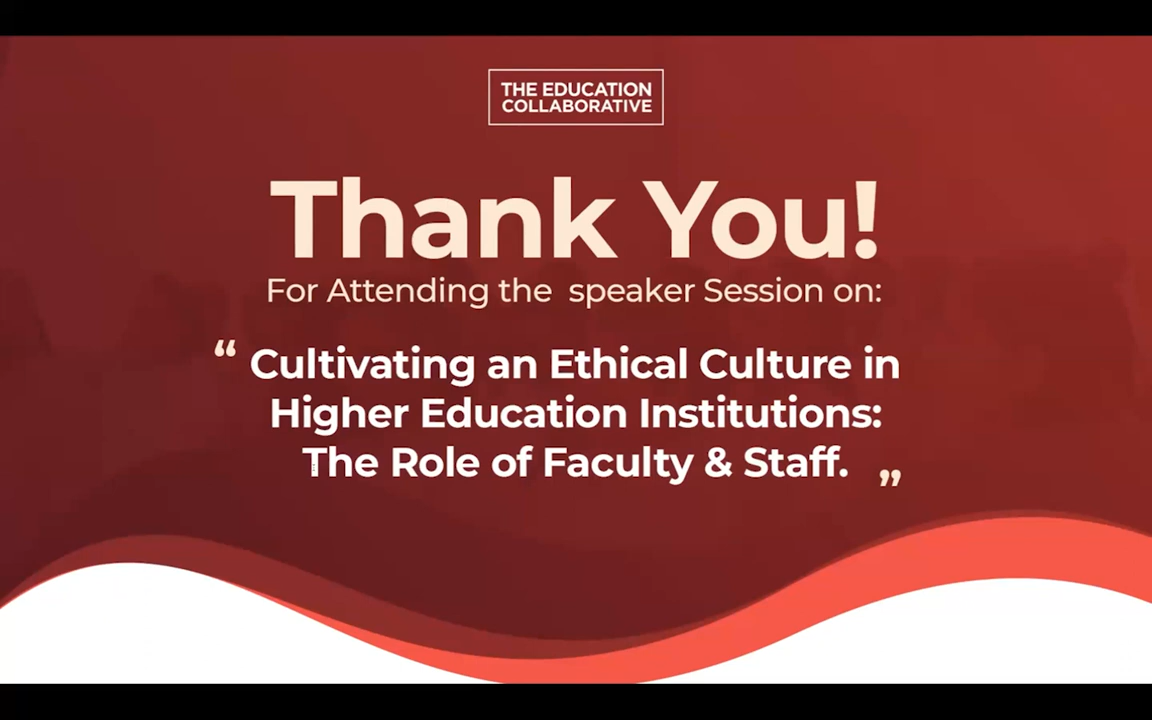 THE EDUCATION
COLLABORATIVE
Thank You!
For Attending the speaker Session on:
“ Cultivating an Ethical Culture in
Higher Education Institutions:
The Role of Faculty & Staff. ”